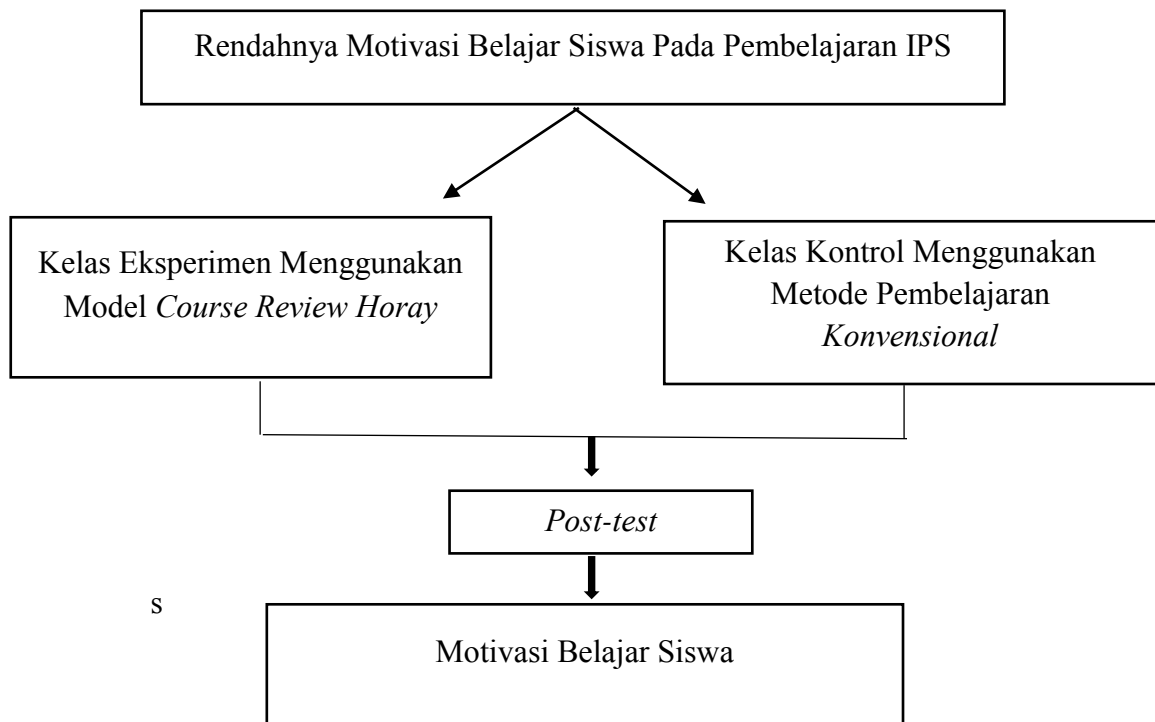 Rendahnya Motivasi Belajar Siswa Pada Pembelajaran IPS
Kelas Eksperimen Menggunakan
Model Course Review Horay
Kelas Kontrol Menggunakan
Metode Pembelajaran
Konvensional
Post-test
s
Motivasi Belajar Siswa